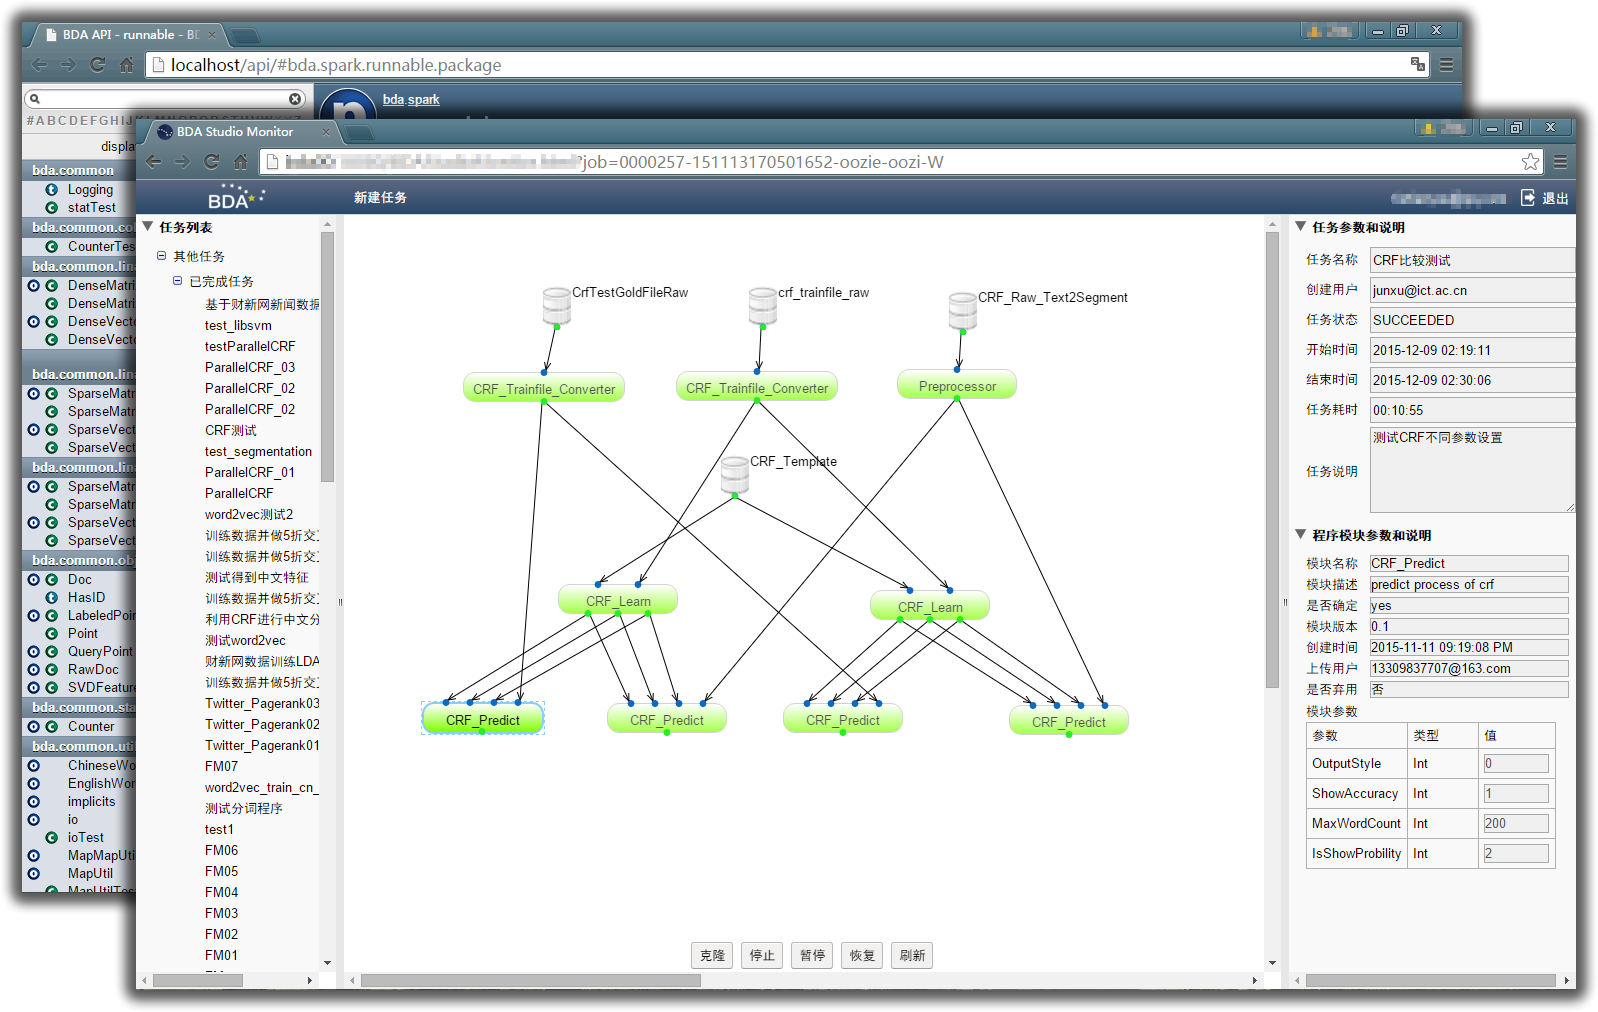 BDA API - runnable - BD
localhost/api/#bda.spark.runnable.package
bda.spark
#ABCDEFGHIJ
displa
bda.common
Logging
statTest
bda.common.col
CounterTes
bda.common.lina
DenseMatri
DenseMatri
DenseVecto
DenseVecto
bda.common.lina
SparseMatr
SparseMatr
SparseVect
SparseVect
bda.common.lina
SparseMatr
SparseMatr
SparseVect
SparseVect
bda.common.obj
Doc
HasID
LabeledPoin
Point
QueryPoint
RawDoc
SVDFeature
bda.common.sta
Counter
bda.common.util
ChineseWo
EnglishWor
implicits
io
ioTest
MapMapUtil
MapUtil
MapUtilTes
BDA Studio Monitor
?job=0000257-151113170501652-oozie-oozi-W
BDA
新建任务
退出
任务列表
其他任务
已完成任务
基于财新网新闻数据
test_libsvm
testParallelCRF
ParallelCRF_03
ParallelCRF_02
ParallelCRF_02
CRF测试
test_segmentation
ParallelCRF_01
ParallelCRF
word2vec测试2
训练数据并做5折交
训练数据并做5折交
测试得到中文特征
训练数据并做5折交
利用CRF进行中文分
测试word2vec
财新网数据训练LDA
训练数据并做5折交
Twitter_Pagerank03
Twitter_Pagerank02
Twitter_Pagerank01
FM07
word2vec_train_cn_
测试分词程序
test1
FM06
FM05
FM04
FM03
FM02
FM01
CrfTestGoldFileRaw
crf_trainfile_raw
CRF_Raw_Text2Segment
CRF_Trainfile_Converter
CRF_Trainfile_Converter
Preprocessor
CRF_Template
CRF_Learn
CRF_Learn
CRF_Predict
CRF_Predict
CRF_Predict
CRF_Predict
克隆 停止 暂停 恢复 刷新
任务参数和说明
任务名称 CRF比较测试
创建用户 junxu@ict.ac.cn
任务状态 SUCCEEDED
开始时间 2015-12-09 02:19:11
结束时间 2015-12-09 02:30:06
任务耗时 00:10:55
任务说明 测试CRF不同参数设置
程序模块参数和说明
模块名称 CRF_Predict
模块描述 predict process of crf
是否确定 yes
模块版本 0.1
创建时间 2015-11-11 09:19:08 PM
上传用户 13309837707@163.com
是否弃用 否
模块参数
参数 类型 值
OutputStyle Int 0
ShowAccuracy Int 1
MaxWordCount Int 200
IsShowProbility Int 2